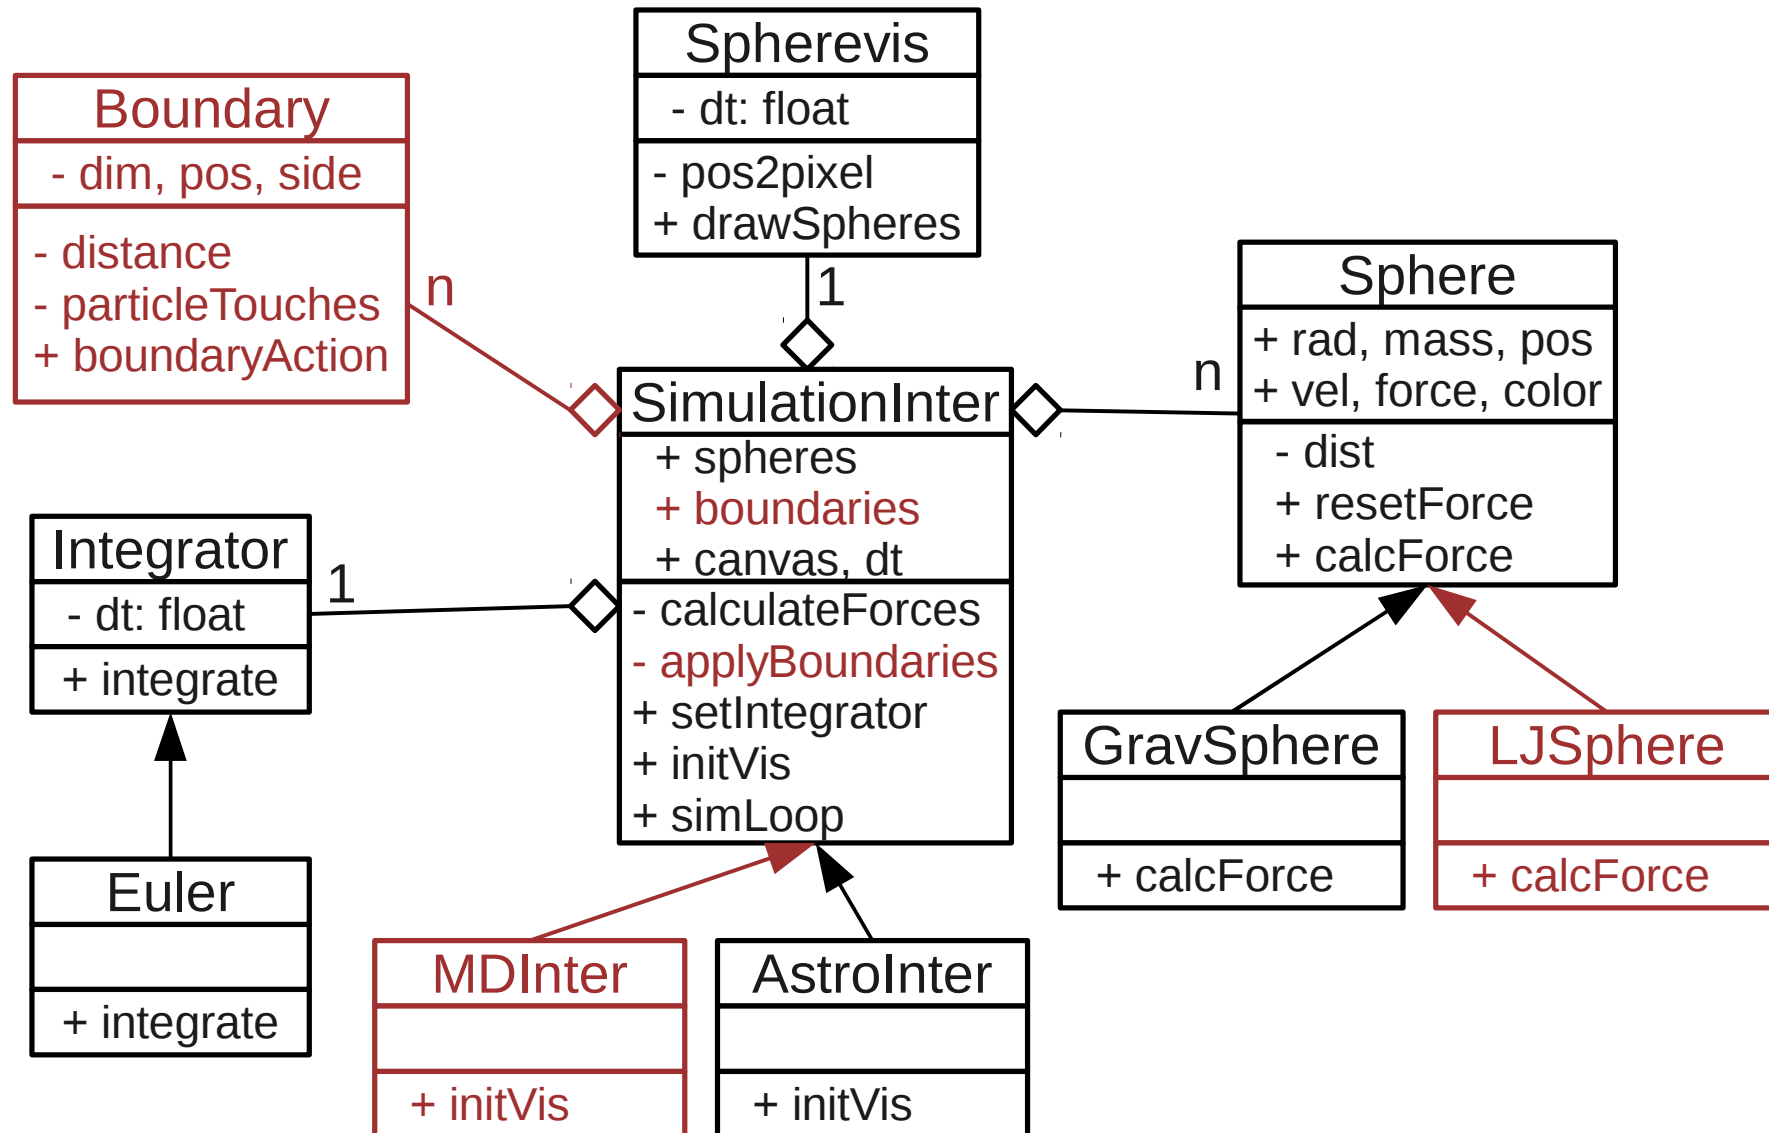 Spherevis
- dt: float
- pos2pixel
+ drawSpheres
1
Boundary
- dim, pos, side
- distance
- particleTouches
+ boundaryAction
n
Sphere
+ rad, mass, pos
+ vel, force, color
- dist
+ resetForce
+ calcForce
n
SimulationInter
+ spheres
+ boundaries
+ canvas, dt
- calculateForces
- applyBoundaries
+ setIntegrator
+ initVis
+ simLoop
Integrator
- dt: float
+ integrate
1
Euler
+ integrate
MDInter
+ initVis
AstroInter
+ initVis
GravSphere
+ calcForce
LJSphere
+ calcForce